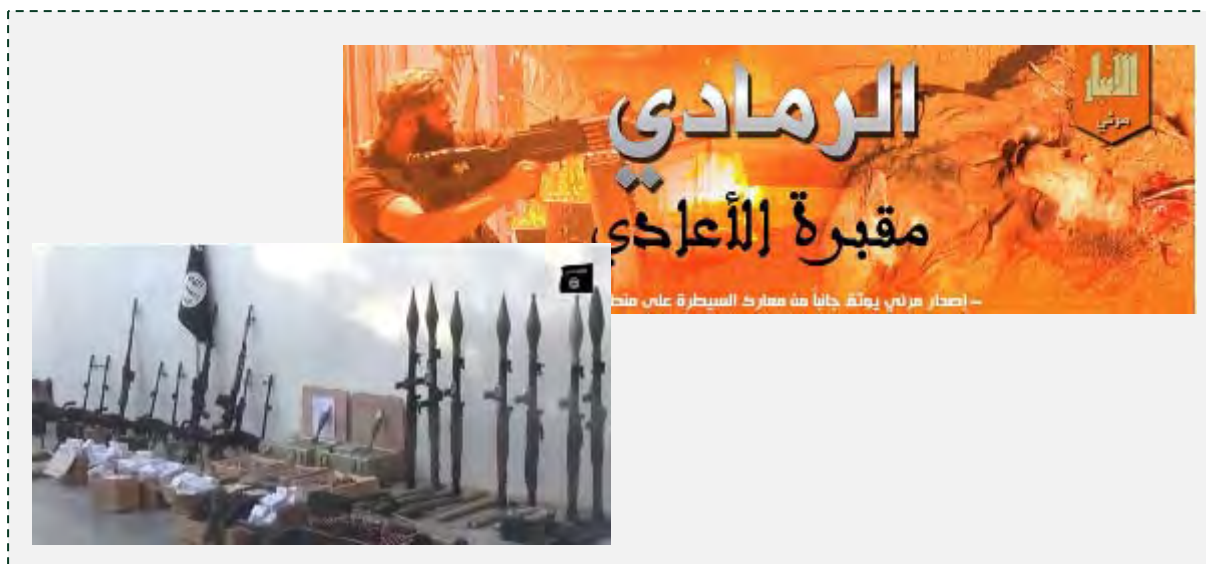 الرمادي
مقبرة الأعادي
– إصدار مرئي يوثق جانباً من معارك السيطرة على
الأنبار
مرئي